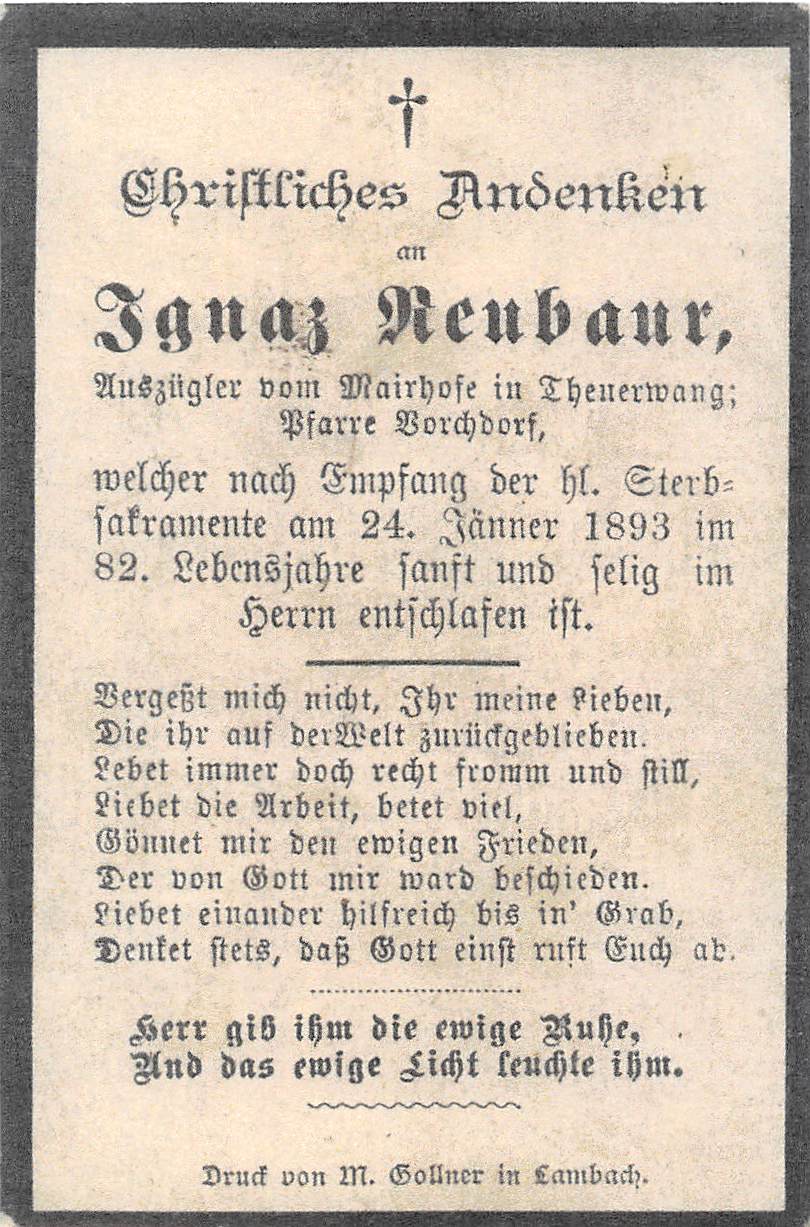 Christliches Andenken
an
Ignaz Neubaur,
Auszügler vom Mairhofe in Theuerwang;
Pfarre Vorchdorf,
welcher nach Empfang der hl. Sterb-
sakramente am 24. Jänner 1893 im
82. Lebensjahre sanft und selig im
Herrn entschlafen ist.
Vergeßt mich nicht, Ihr meine Lieben,
Die ihr auf derWelt zurückgeblieben.
Lebet immer doch recht fromm und still,
Liebet die Arbeit, betet viel,
Gönnet mir den ewigen Frieden,
Der von Gott mir ward beschieden.
Liebet einander hilfreich bis in' Grab,
Denket stets, daß Gott einst ruft Euch ab.
Herr gib ihm die ewige Ruhe,
Und das ewige Licht leuchte ihm.
Druck von M. Gollner in Lambach.